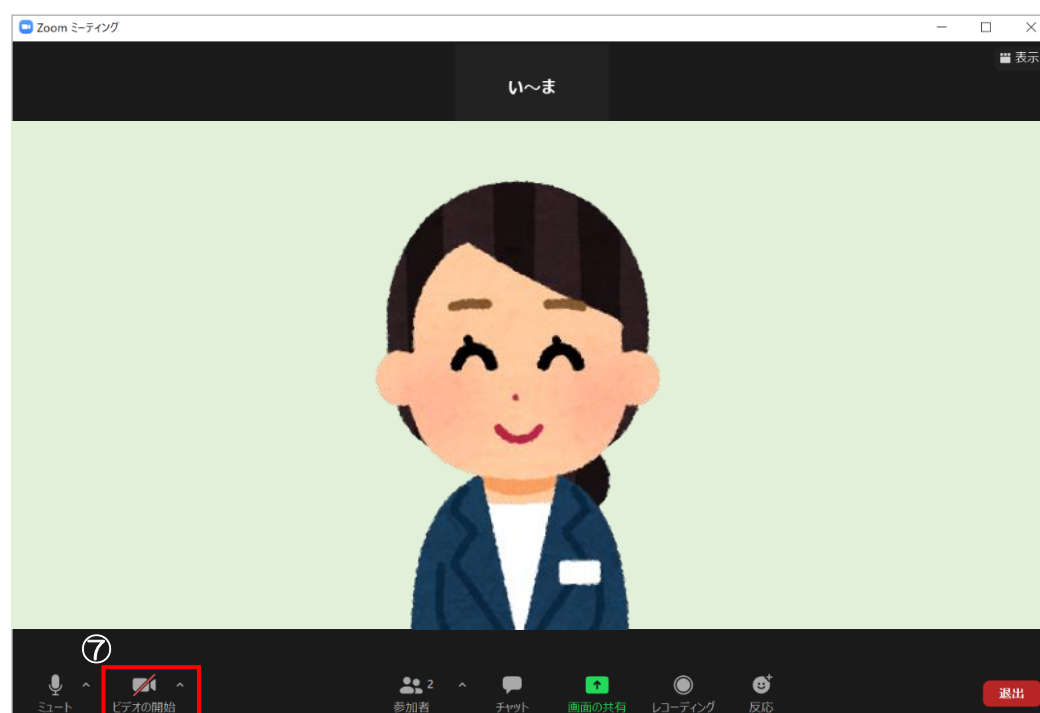 Zoom ミーティング
表示
い～ま
⑦
2
ミュート
ビデオの開始
参加者
チャット
画面の共有
レコーディング
反応
退出